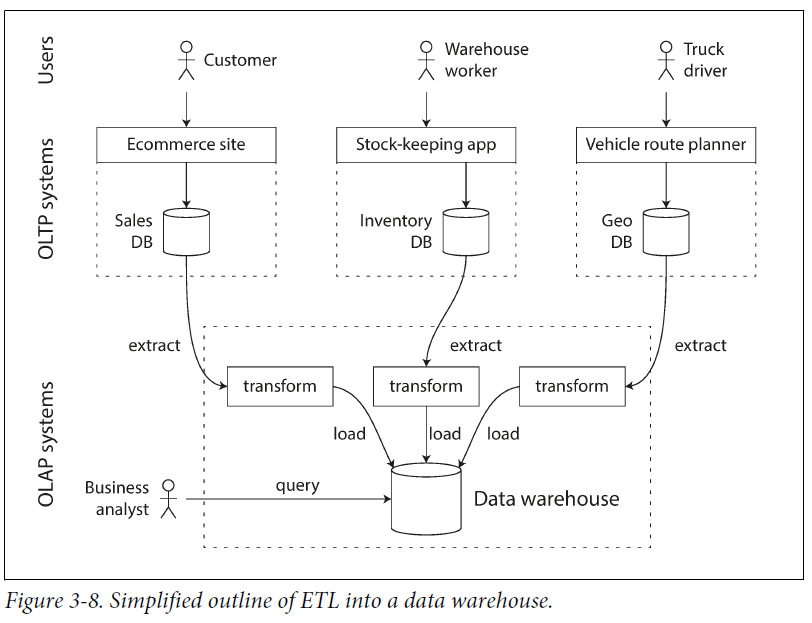 Users
Customer
Warehouse
worker
Truck
driver
OLTP systems
Ecommerce site
Stock-keeping app
Vehicle route planner
Sales
DB
Inventory
DB
Geo
DB
extract
extract
extract
OLAP systems
transform
transform
transform
load
load
load
Business
analyst
query
Data warehouse
Figure 3-8. Simplified outline of ETL into a data warehouse.